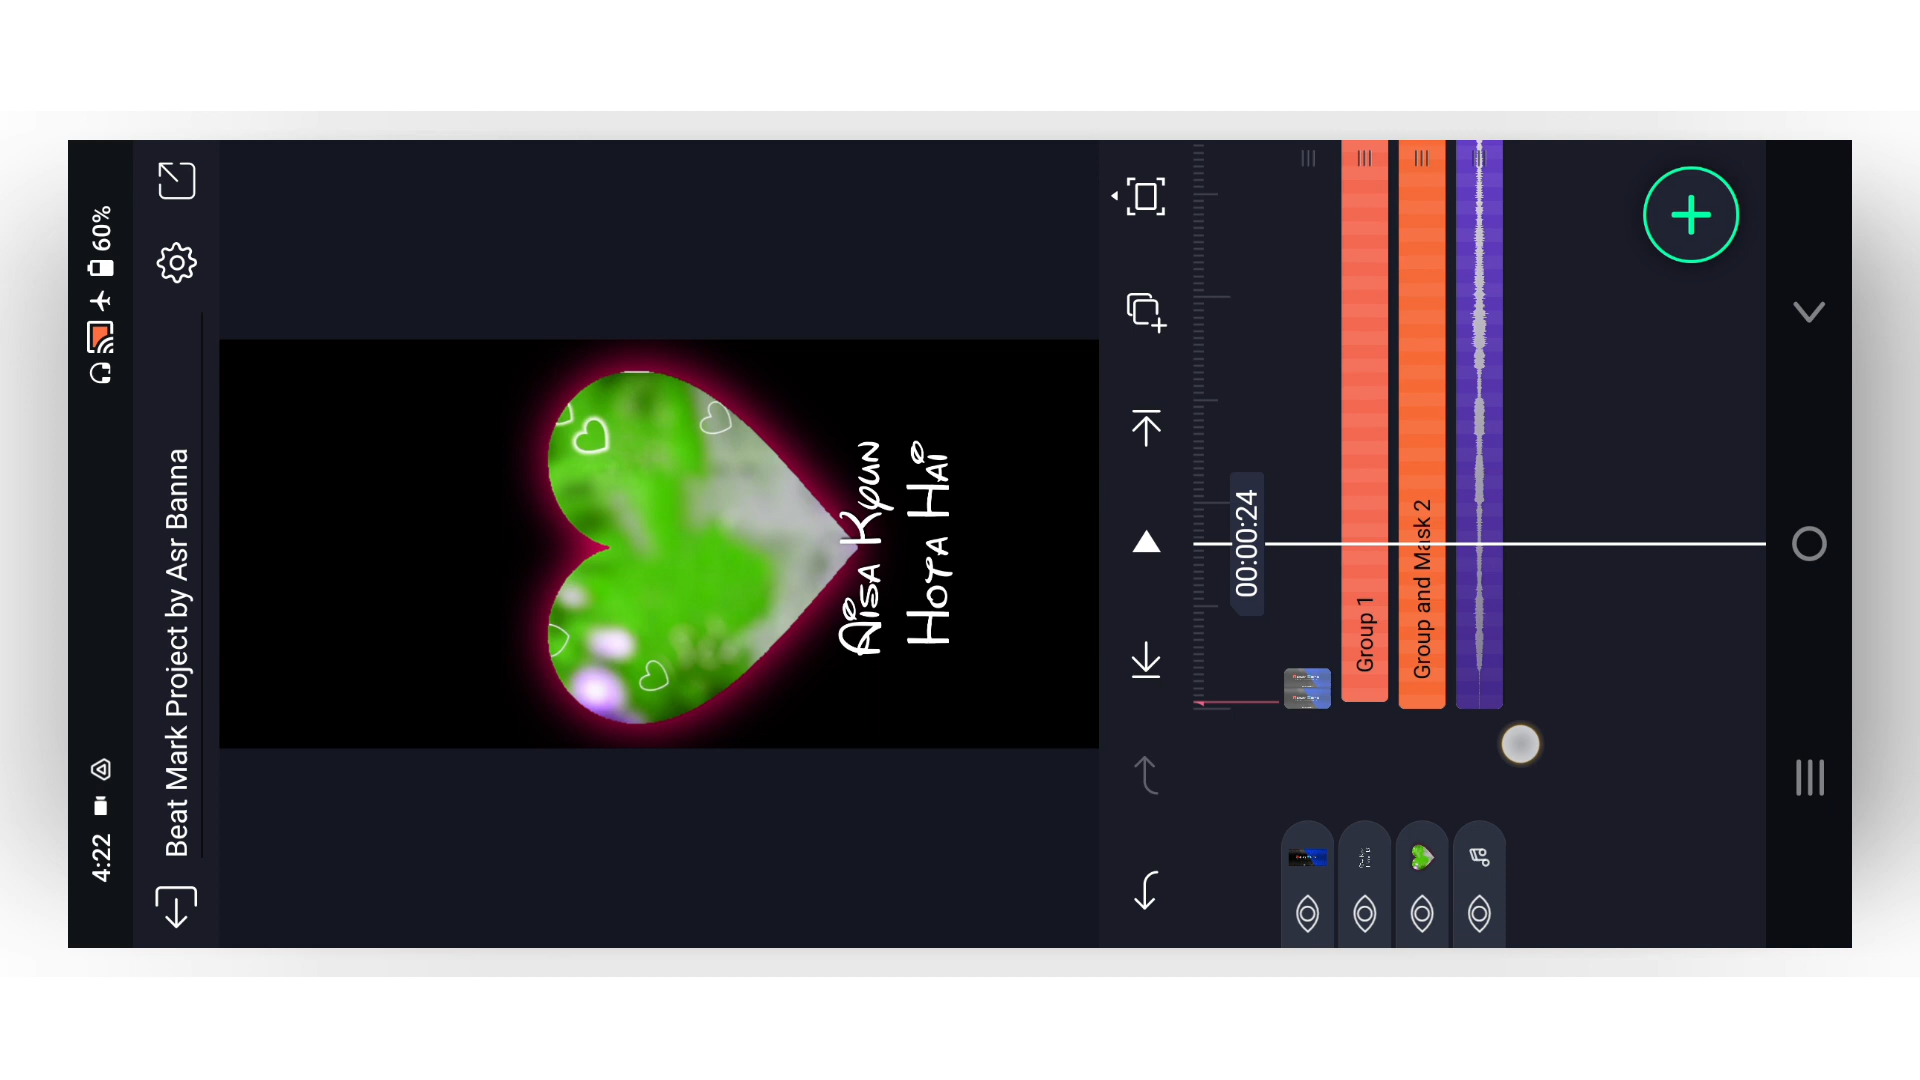 4:22
60%
Beat Mark Project by Asr Banna
Aisa Kyun
Hota Hai
00:00:24
Group 1
Group and Mask 2